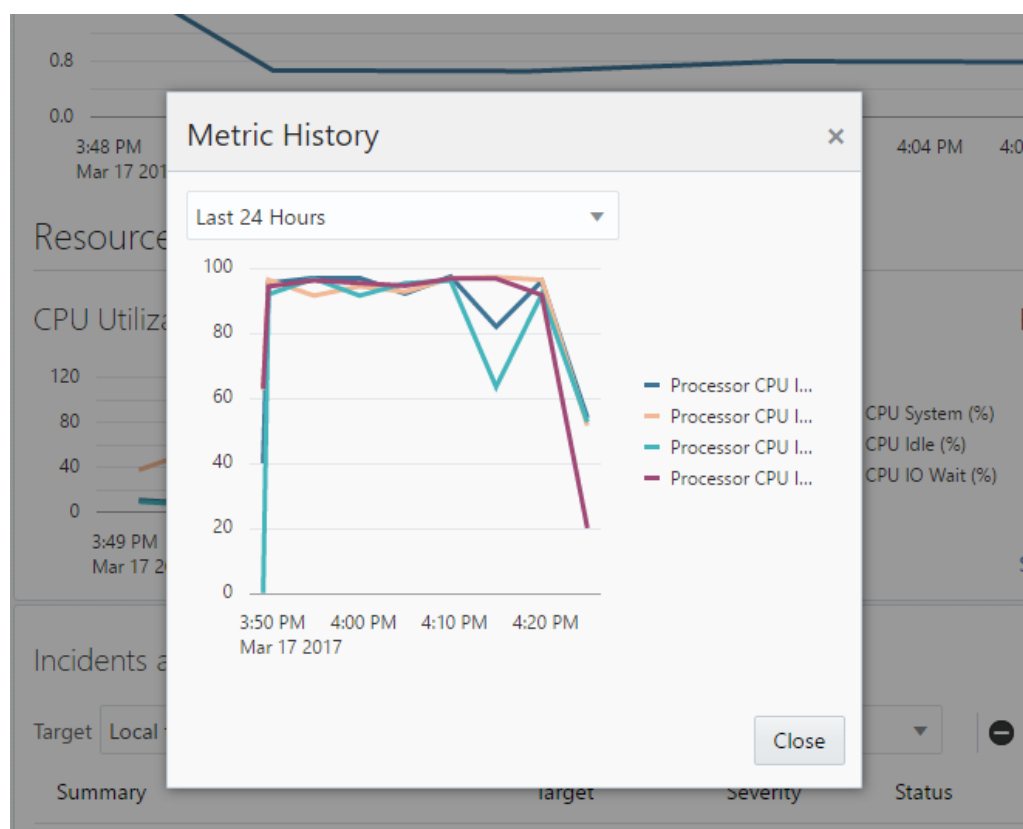 0.8
0.0
3:48 PM
4:04 PM
Mar 17 201
Metric History
×
Last 24 Hours
Resource
CPU Utiliza
120
80
40
0
3:49 PM
Mar 17 2
100
80
60
40
20
0
3:50 PM 4:00 PM 4:10 PM 4:20 PM
Mar 17 2017
Processor CPU I...
Processor CPU I...
Processor CPU I...
Processor CPU I...
CPU System (%)
CPU Idle (%)
CPU IO Wait (%)
Incidents a
Target Local
Close
Summary Target Severity Status